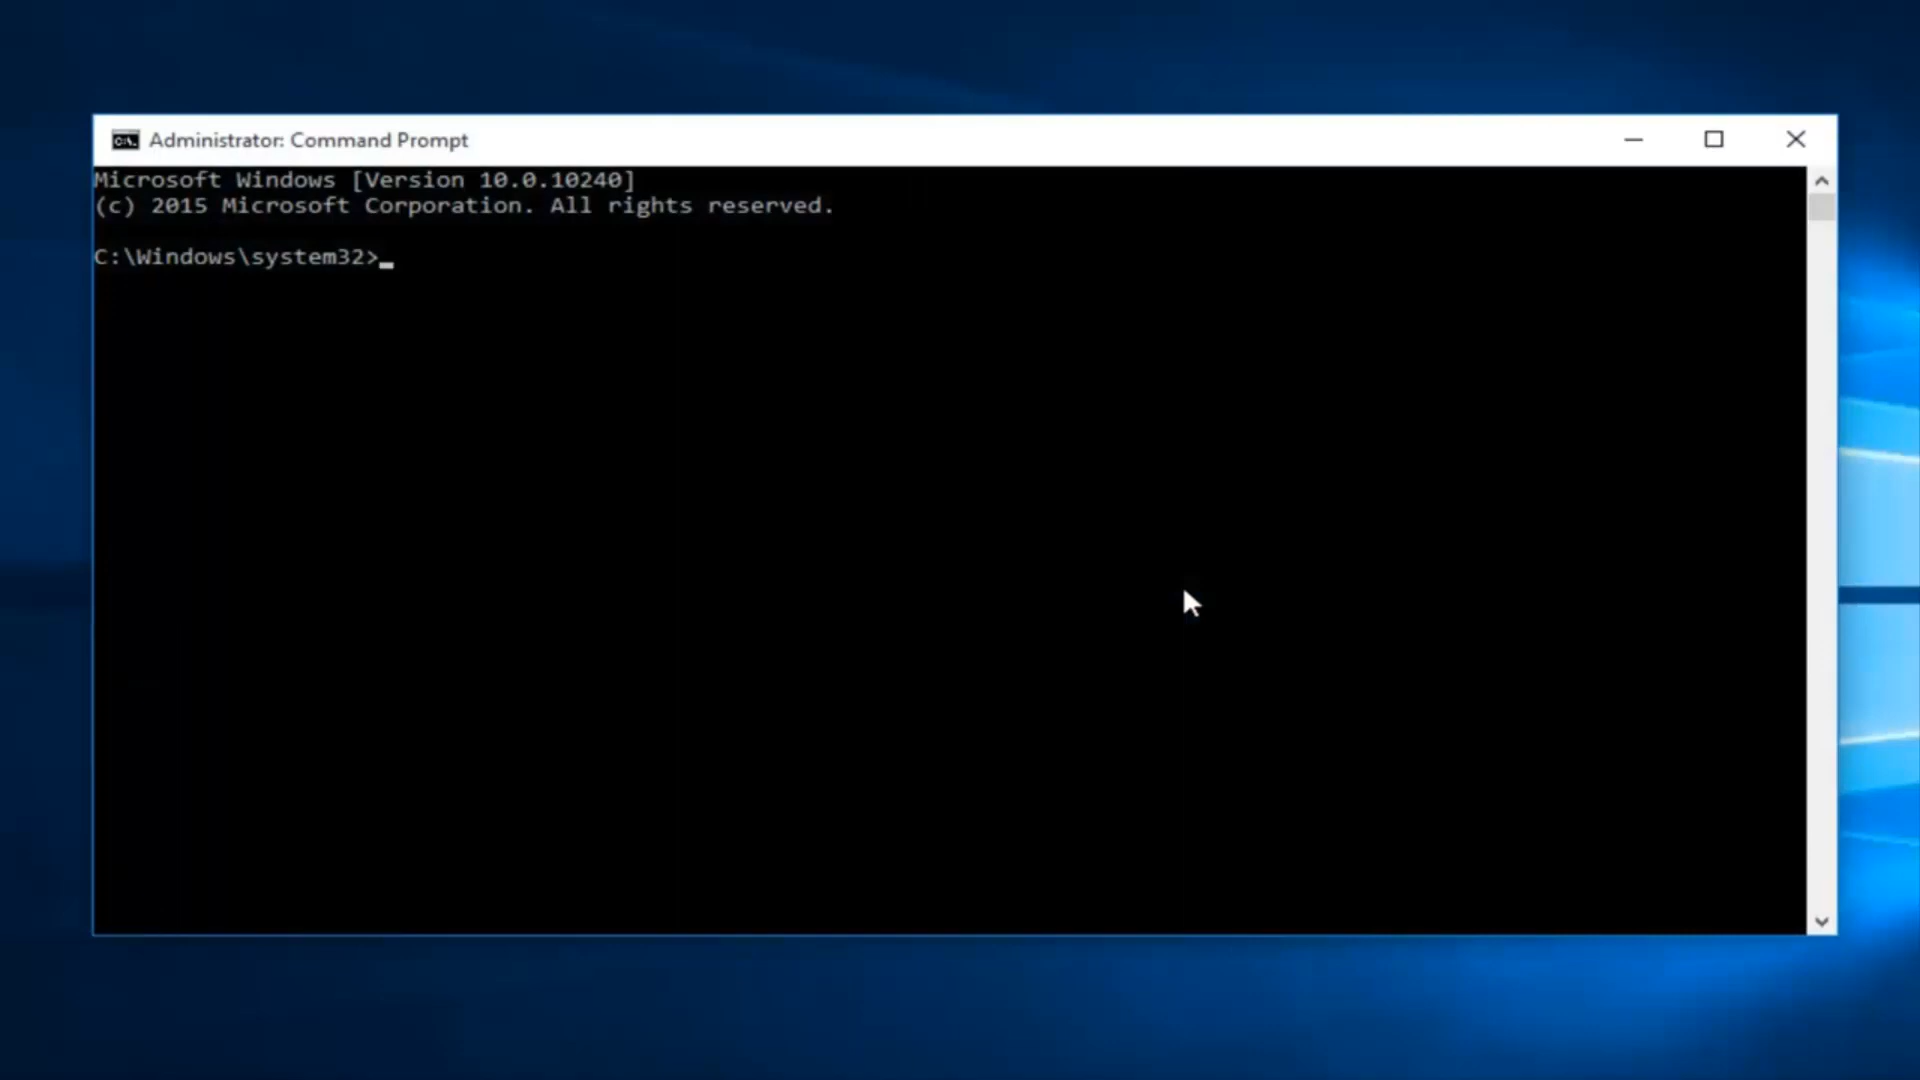 Administrator: Command Prompt
Microsoft Windows [Version 10.0.10240]
(c) 2015 Microsoft Corporation. All rights reserved.
C:\Windows\system32>